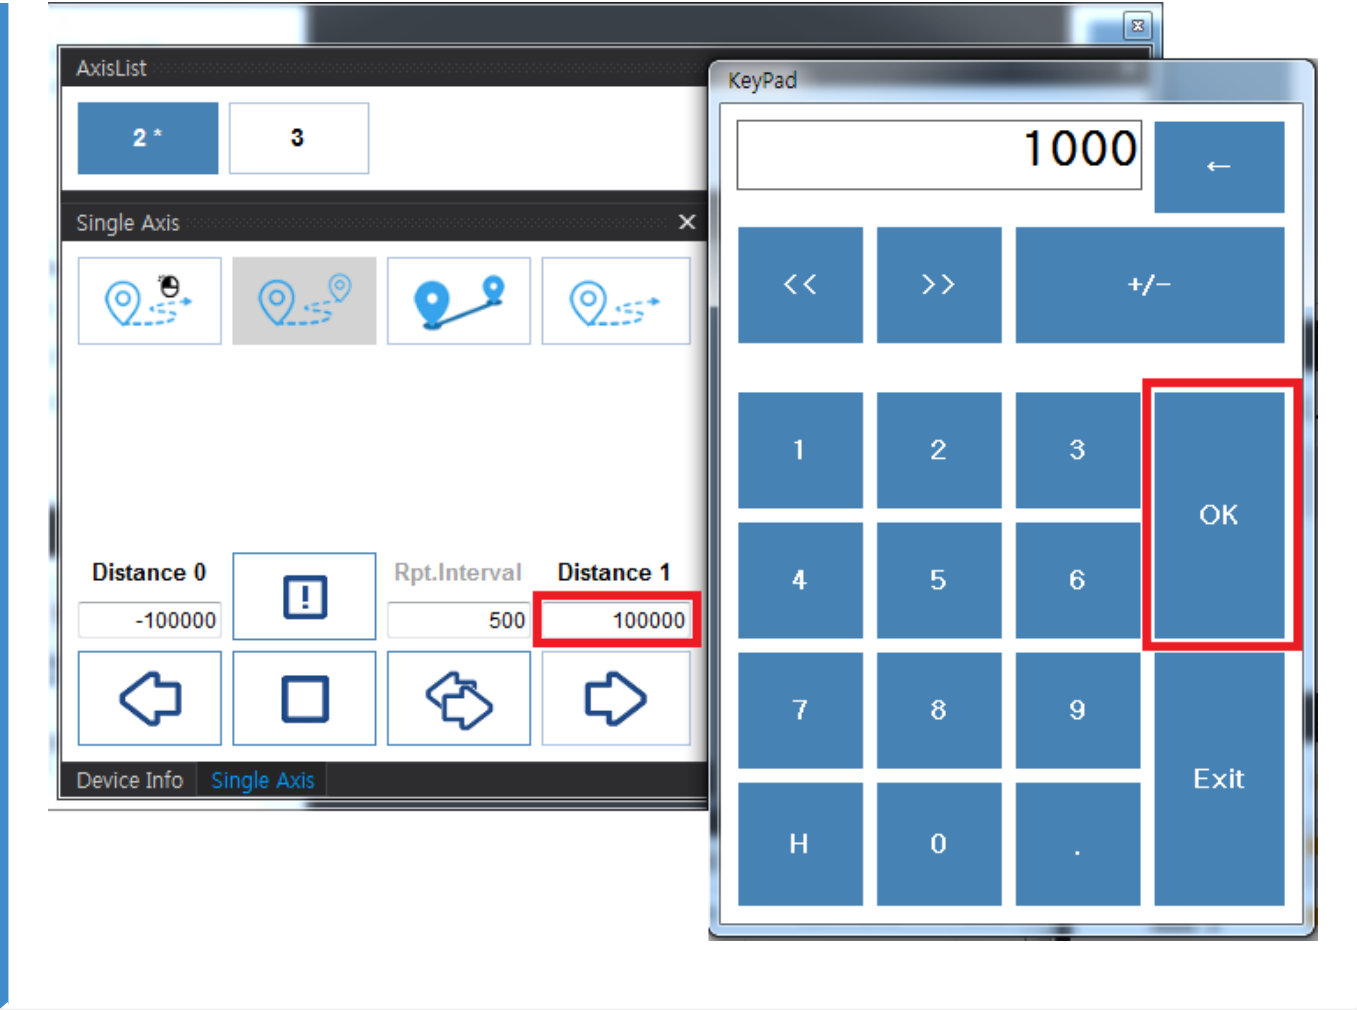 AxisList
2 *
3
Single Axis
Distance 0
Rpt.Interval
Distance 1
-100000
500
100000
Device Info
Single Axis
KeyPad
1000
←
<<
>>
+/-
1
2
3
OK
4
5
6
7
8
9
Exit
H
0
.